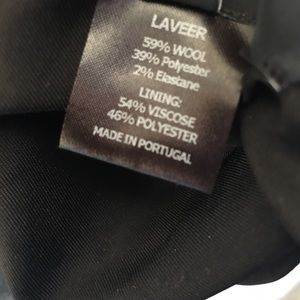 LAVEER
59% WOOL
39% Polyester
2% Elastane
LINING:
54% VISCOSE
46% POLYESTER
MADE IN PORTUGAL